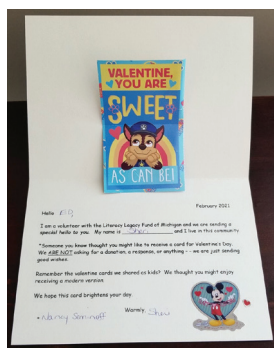 VALENTINE,
YOU ARE
SWEET
AS CAN BE!
February 2021
Hello
I am a volunteer with the Literacy Legacy Fund of Michigan and we are sending a
special hello to you. My name is Sheri and I live in this community.
*Someone you know thought you might like to receive a card for Valentine's Day.
We ARE NOT asking for a donation, a response, or anything -- we are just sending
good wishes.
Remember the valentine cards we shared as kids? We thought you might enjoy
receiving a modern version.
We hope this card brightens your day.
Warmly,
*Nancy